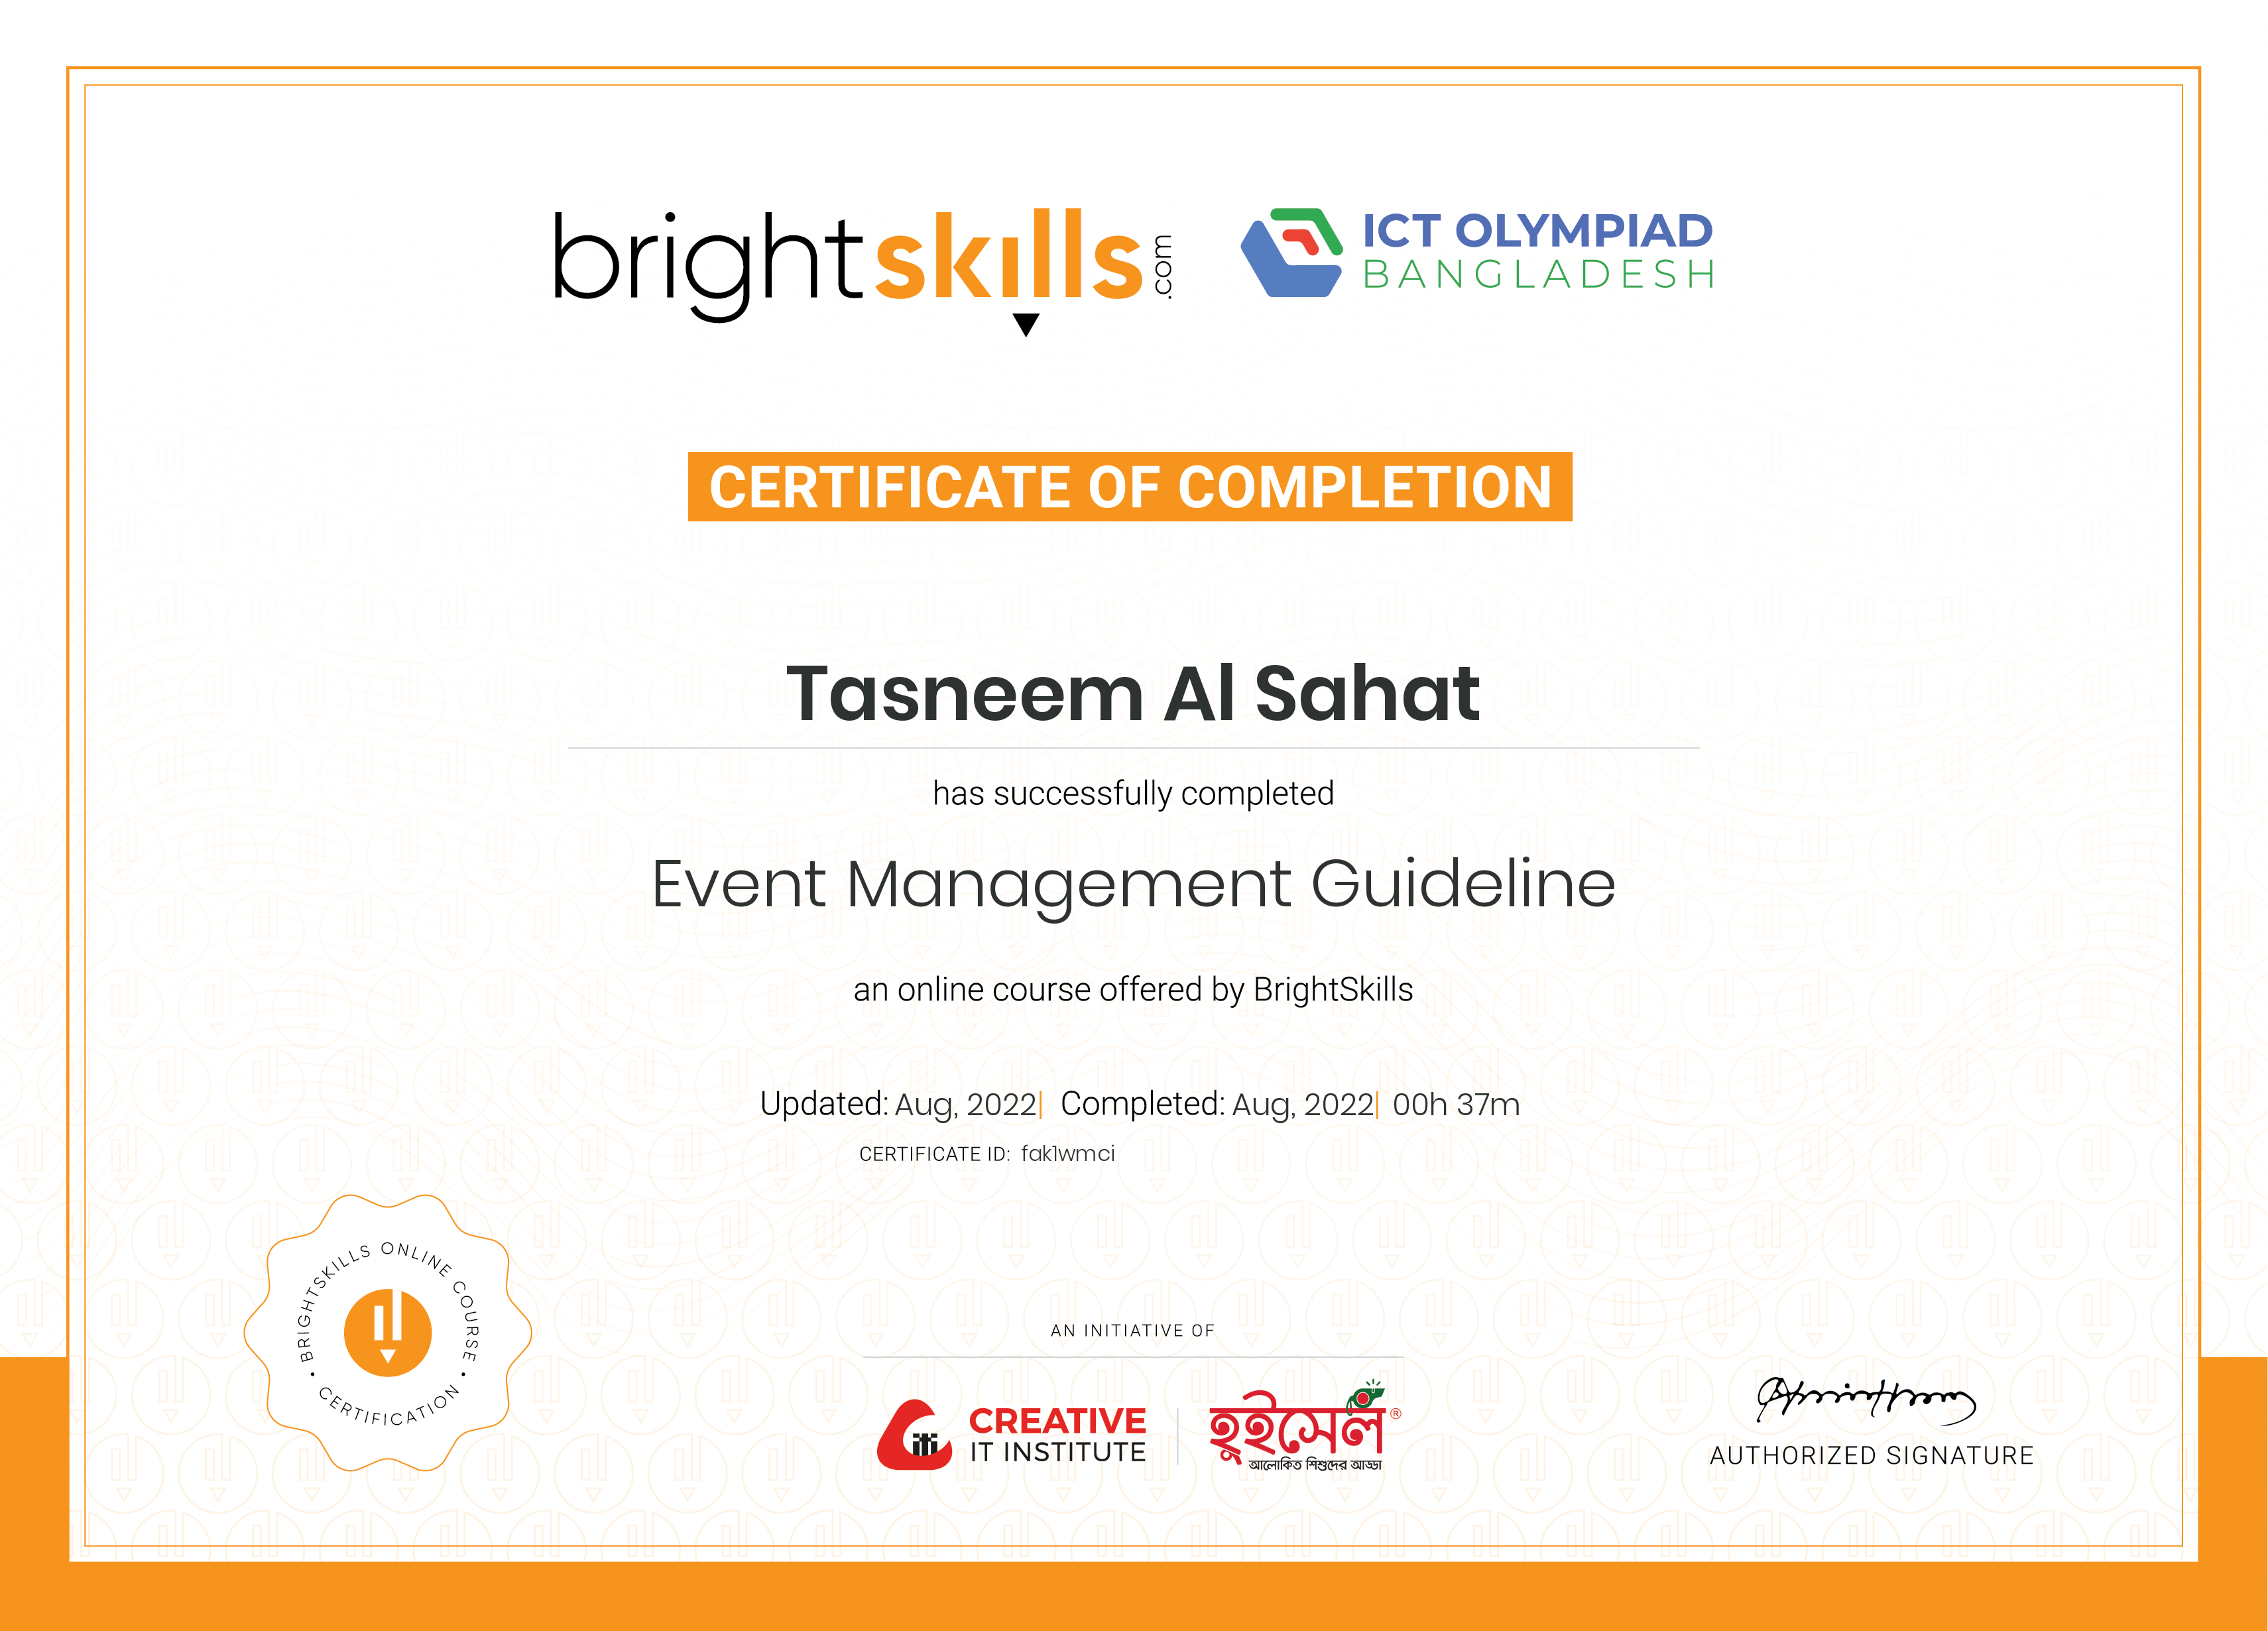 brightskills.com
ICT OLYMPIAD
BANGLADESH
CERTIFICATE OF COMPLETION
Tasneem Al Sahat
has successfully completed
Event Management Guideline
an online course offered by BrightSkills
Updated: Aug, 2022| Completed: Aug, 2022| 00h 37m
CERTIFICATE ID: fak1wmci
BRIGHTSKILLS ONLINE COURSE
• CERTIFICATION •
AN INITIATIVE OF
CREATIVE
IT INSTITUTE
হুইসেল®
আলোকিত শিশুদের আড্ডা
AUTHORIZED SIGNATURE